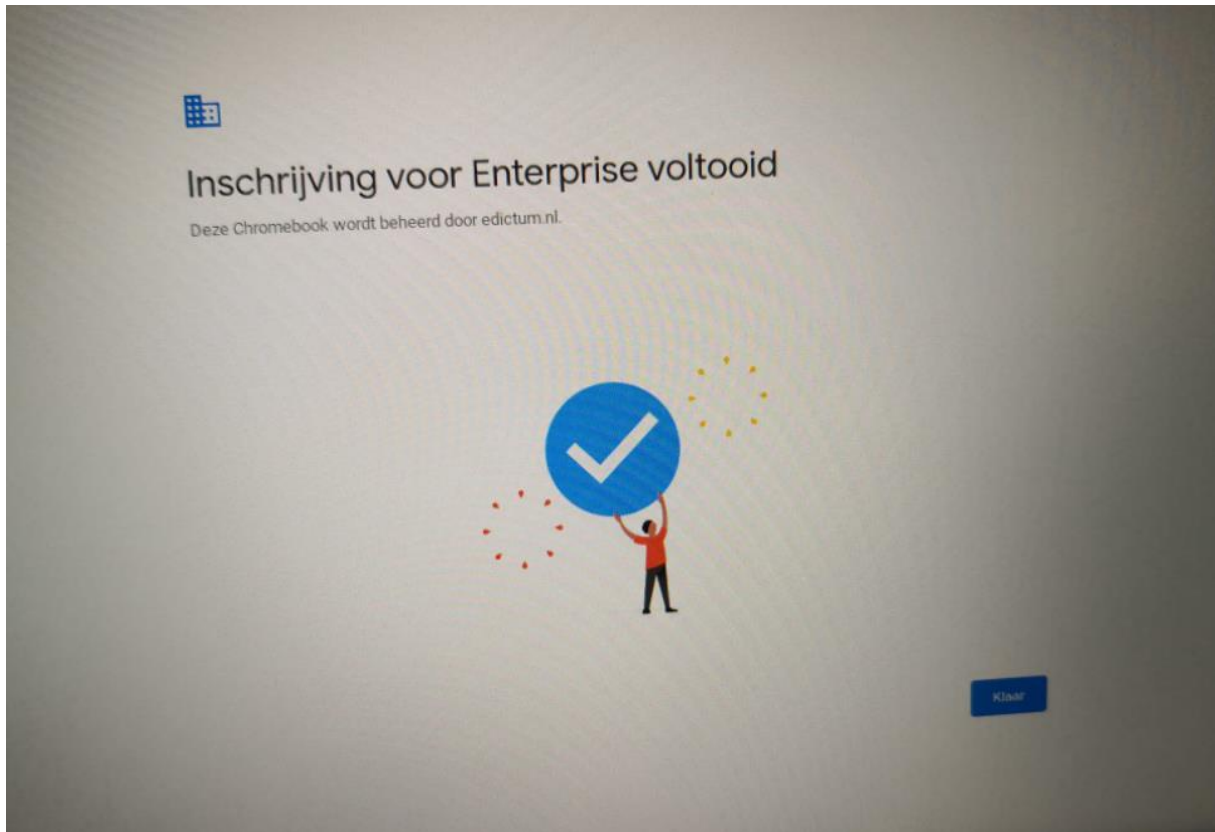 Inschrijving voor Enterprise voltooid
Deze Chromebook wordt beheerd door edictum.nl.
Klaar